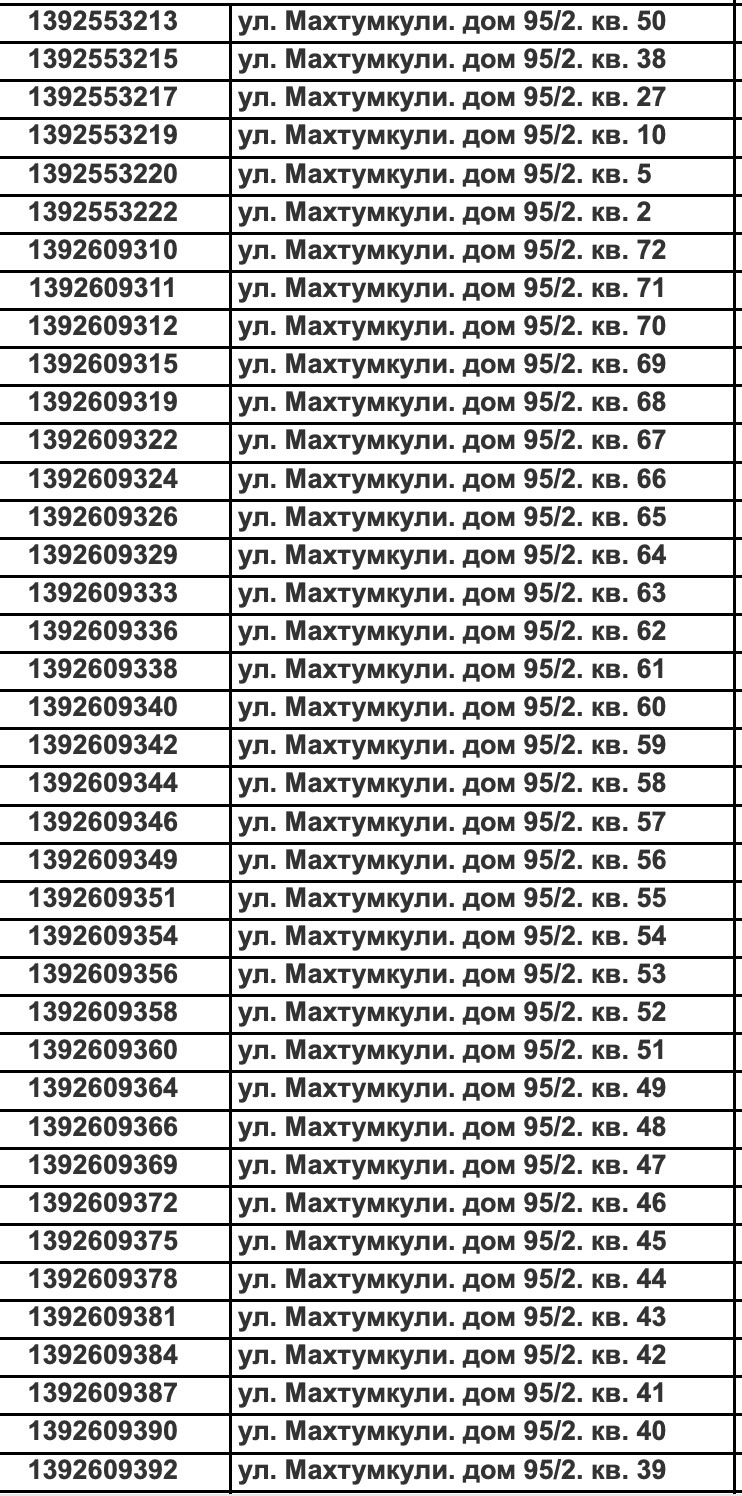 1392553213 ул. Махтумкули. дом 95/2. кв. 50
1392553215 ул. Махтумкули. дом 95/2. кв. 38
1392553217 ул. Махтумкули. дом 95/2. кв. 27
1392553219 ул. Махтумкули. дом 95/2. кв. 10
1392553220 ул. Махтумкули. дом 95/2. кв. 5
1392553222 ул. Махтумкули. дом 95/2. кв. 2
1392609310 ул. Махтумкули. дом 95/2. кв. 72
1392609311 ул. Махтумкули. дом 95/2. кв. 71
1392609312 ул. Махтумкули. дом 95/2. кв. 70
1392609315 ул. Махтумкули. дом 95/2. кв. 69
1392609319 ул. Махтумкули. дом 95/2. кв. 68
1392609322 ул. Махтумкули. дом 95/2. кв. 67
1392609324 ул. Махтумкули. дом 95/2. кв. 66
1392609326 ул. Махтумкули. дом 95/2. кв. 65
1392609329 ул. Махтумкули. дом 95/2. кв. 64
1392609333 ул. Махтумкули. дом 95/2. кв. 63
1392609336 ул. Махтумкули. дом 95/2. кв. 62
1392609338 ул. Махтумкули. дом 95/2. кв. 61
1392609340 ул. Махтумкули. дом 95/2. кв. 60
1392609342 ул. Махтумкули. дом 95/2. кв. 59
1392609344 ул. Махтумкули. дом 95/2. кв. 58
1392609346 ул. Махтумкули. дом 95/2. кв. 57
1392609349 ул. Махтумкули. дом 95/2. кв. 56
1392609351 ул. Махтумкули. дом 95/2. кв. 55
1392609354 ул. Махтумкули. дом 95/2. кв. 54
1392609356 ул. Махтумкули. дом 95/2. кв. 53
1392609358 ул. Махтумкули. дом 95/2. кв. 52
1392609360 ул. Махтумкули. дом 95/2. кв. 51
1392609364 ул. Махтумкули. дом 95/2. кв. 49
1392609366 ул. Махтумкули. дом 95/2. кв. 48
1392609369 ул. Махтумкули. дом 95/2. кв. 47
1392609372 ул. Махтумкули. дом 95/2. кв. 46
1392609375 ул. Махтумкули. дом 95/2. кв. 45
1392609378 ул. Махтумкули. дом 95/2. кв. 44
1392609381 ул. Махтумкули. дом 95/2. кв. 43
1392609384 ул. Махтумкули. дом 95/2. кв. 42
1392609387 ул. Махтумкули. дом 95/2. кв. 41
1392609390 ул. Махтумкули. дом 95/2. кв. 40
1392609392 ул. Махтумкули. дом 95/2. кв. 39